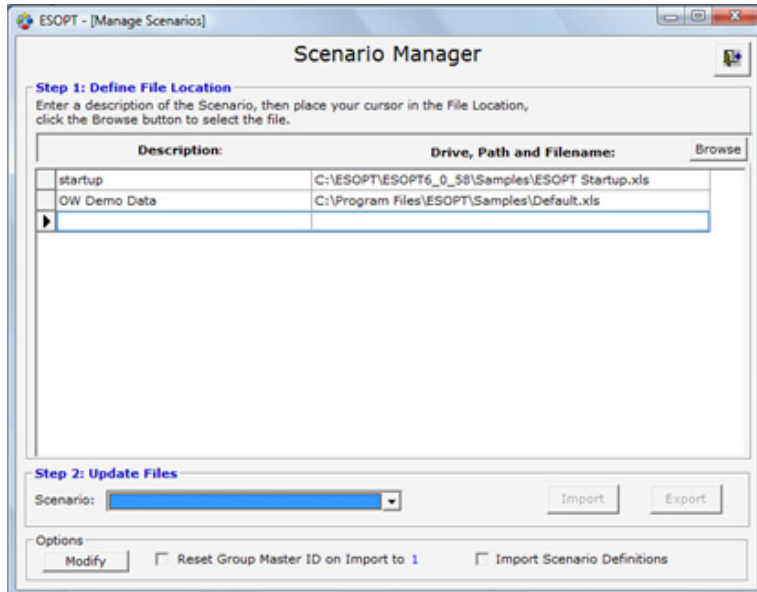 ESOPT - [Manage Scenarios]
Scenario Manager
Step 1: Define File Location
Enter a description of the Scenario, then place your cursor in the File Location,
click the Browse button to select the file.
Description: Drive, Path and Filename: Browse
startup C:\ESOPT\ESOPT6_0_58\Samples\ESOPT Startup.xls
OW Demo Data C:\Program Files\ESOPT\Samples\Default.xls
Step 2: Update Files
Scenario: Import Export
Options
Modify Reset Group Master ID on Import to 1 Import Scenario Definitions